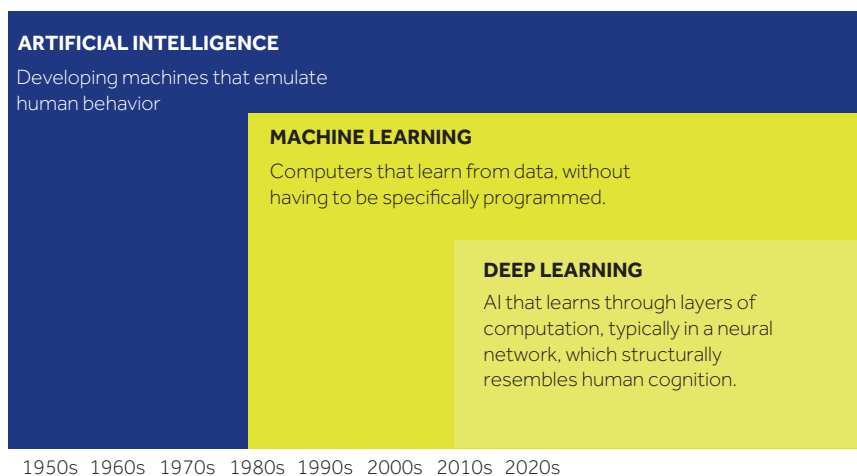 ARTIFICIAL INTELLIGENCE
Developing machines that emulate
human behavior
MACHINE LEARNING
Computers that learn from data, without
having to be specifically programmed.
DEEP LEARNING
AI that learns through layers of
computation, typically in a neural
network, which structurally
resembles human cognition.
1950s 1960s 1970s 1980s 1990s 2000s 2010s 2020s